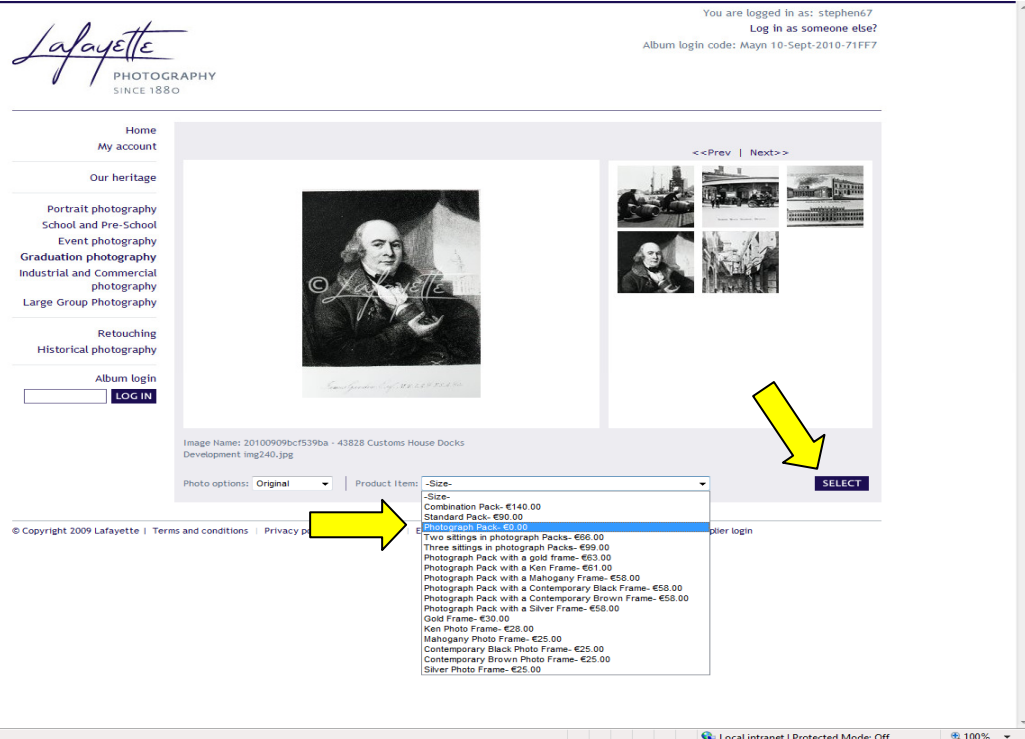 You are logged in as: stephen67
Log in as someone else?
Album login code: Mayn 10-Sept-2010-71FF7
Lafayette
PHOTOGRAPHY
SINCE 1880
Home
My account
Our heritage
Portrait photography
School and Pre-School
Event photography
Graduation photography
Industrial and Commercial
photography
Large Group Photography
Retouching
Historical photography
Album login
LOG IN
<<Prev | Next>>
© Lafayette
Image Name: 20100909bcf539ba - 43828 Customs House Docks
Development img240.jpg
Photo options: Original
Product Item: -Size-
SELECT
-Size-
Combination Pack- €140.00
Standard Pack- €90.00
Photograph Pack- €0.00
Two sittings in photograph Packs- €66.00
Three sittings in photograph Packs- €99.00
Photograph Pack with a gold frame- €63.00
Photograph Pack with a Ken Frame- €61.00
Photograph Pack with a Mahogany Frame- €58.00
Photograph Pack with a Contemporary Black Frame- €58.00
Photograph Pack with a Contemporary Brown Frame- €58.00
Photograph Pack with a Silver Frame- €58.00
Gold Frame- €30.00
Ken Photo Frame- €28.00
Mahogany Photo Frame- €25.00
Contemporary Black Photo Frame- €25.00
Contemporary Brown Photo Frame- €25.00
Silver Photo Frame- €25.00
© Copyright 2009 Lafayette | Terms and conditions | Privacy login
Local intranet | Protected Mode: Off
100%